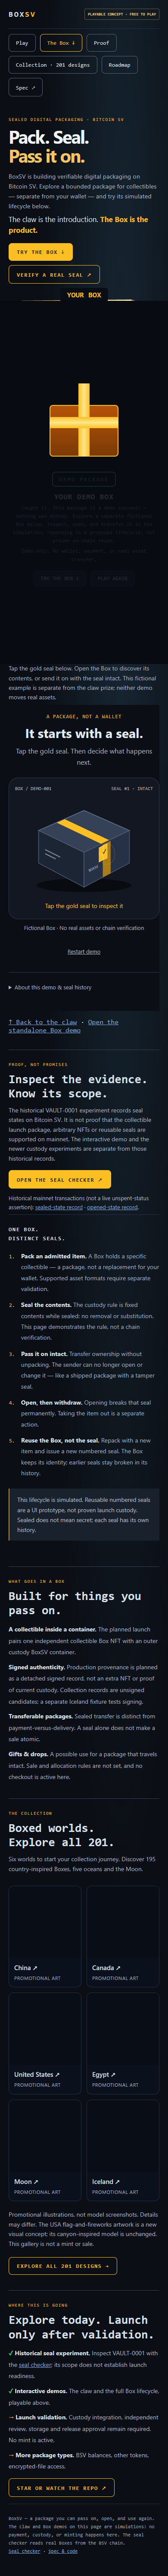 BOXSV
PLAYABLE CONCEPT · FREE TO PLAY
Play
The Box ↓
Proof
Collection · 201 designs
Roadmap
Spec ↗
SEALED DIGITAL PACKAGING · BITCOIN SV
Pack. Seal.
Pass it on.
BoxSV is building verifiable digital packaging on
Bitcoin SV. Explore a bounded package for collectibles
— separate from your wallet — and try its simulated
lifecycle below.
The claw is the introduction. The Box is the
product.
TRY THE BOX ↓
VERIFY A REAL SEAL ↗
YOUR BOX
YOUR DEMO BOX
Tap the gold seal below. Open the Box to discover its
contents, or send it on with the seal intact. This fictional
example is separate from the claw prize: neither demo
moves real assets.
A PACKAGE, NOT A WALLET
It starts with a seal.
Tap the gold seal. Then decide what happens
next.
BOX / DEMO-001
SEAL #1 · INTACT
BOXSV
Tap the gold seal to inspect it
Fictional Box · No real assets or chain verification
Restart demo
▶ About this demo & seal history
↑ Back to the claw · Open the
standalone Box demo
PROOF, NOT PROMISES
Inspect the evidence.
Know its scope.
The historical VAULT-0001 experiment records seal
states on Bitcoin SV. It is not proof that the collectible
launch package, arbitrary NFTs or reusable seals are
supported on mainnet. The interactive demo and the
newer custody specification are separate from those
historical records.
OPEN THE SEAL CHECKER ↗
Historical transactions (not a live unspent-status
assertion): sealed-state record · opened-state record.
ONE BOX.
DISTINCT SEALS.
1. Pack an admitted item. A Box holds a specific
collectible — a package, not a replacement for your
wallet. Supported asset formats require separate
validation.
2. Seal the contents. The custody rule is fixed
contents while sealed: no removal or substitution.
This page demonstrates the rule, not a chain
verification.
3. Pass it on intact. Transfer ownership without
unpacking. The sender can no longer open or
change it — like a shipped package with a tamper
seal.
4. Open, then withdraw. Opening breaks that seal
permanently. Taking the item out is a separate
action.
5. Reuse the Box, not the seal. Repack with a new
item and issue a new numbered seal. The Box
keeps its identity; earlier seals stay broken in its
history.
This lifecycle is simulated. Reusable numbered seals
are a UI prototype, not proven launch custody.
Sealed does not mean secret; each seal has its own
history.
WHAT GOES IN A BOX
Built for things you
pass on.
A collectible inside a container. The planned launch
pairs one independent collectible Box NFT with an outer
custody BoxSV container.
Signed authenticity. Production provenance is planned
as a detached signed record, not an extra NFT or proof
of current custody. Collection records are unsigned
candidates; a separate Iceland fixture tests signing.
Transferable packages. Sealed transfer is distinct from
payment-versus-delivery. A seal alone does not make a
sale atomic.
Gifts & drops. A possible use for a package that travels
intact. Sale and allocation rules are not set, and no
checkout is active here.
THE COLLECTION
Boxed worlds.
Explore all 201.
Six worlds to start your collection journey. Discover 195
country-inspired Boxes, five oceans and the Moon.
China ↗
PROMOTIONAL ART
Canada ↗
PROMOTIONAL ART
United States ↗
PROMOTIONAL ART
Egypt ↗
PROMOTIONAL ART
Moon ↗
PROMOTIONAL ART
Iceland ↗
PROMOTIONAL ART
Promotional illustrations, not model screenshots. Details
may differ. The USA flag-and-fireworks artwork is a new
visual concept; its canyon-inspired model is unchanged.
This gallery is not a mint or sale.
EXPLORE ALL 201 DESIGNS →
WHERE THIS IS GOING
Explore today. Launch
only after validation.
✓ Historical seal experiment. Inspect VAULT-0001 with
the seal checker; its scope does not establish launch
readiness.
✓ Interactive demos. The claw and the full Box lifecycle,
playable above.
→ Launch validation. Custody integration, independent
review, storage and release approval remain required.
No mint is active.
→ More package types. BSV balances, other tokens,
encrypted-file access.
STAR OR WATCH THE REPO ↗
BoxSV — a package you can pass on, open, and use again.
The Claw and Box demos on this page are simulations: no
payment, custody, or minting happens here. The seal
checker reads real Boxes from the BSV chain.
Seal checker · Spec & code